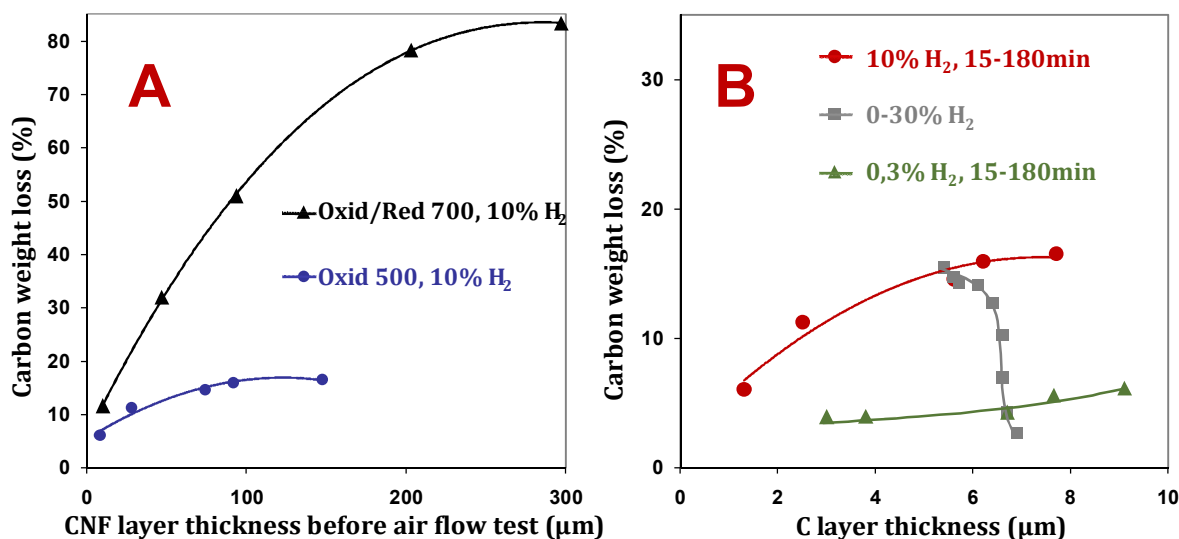 A
Carbon weight loss (%)
80
70
60
50
40
30
20
10
0
Oxid/Red 700, 10% H₂
Oxid 500, 10% H₂
0
100
200
300
CNF layer thickness before air flow test (µm)
B
Carbon weight loss (%)
30
20
10
0
10% H₂, 15-180min
0-30% H₂
0,3% H₂, 15-180min
0
2
4
6
8
10
C layer thickness (µm)